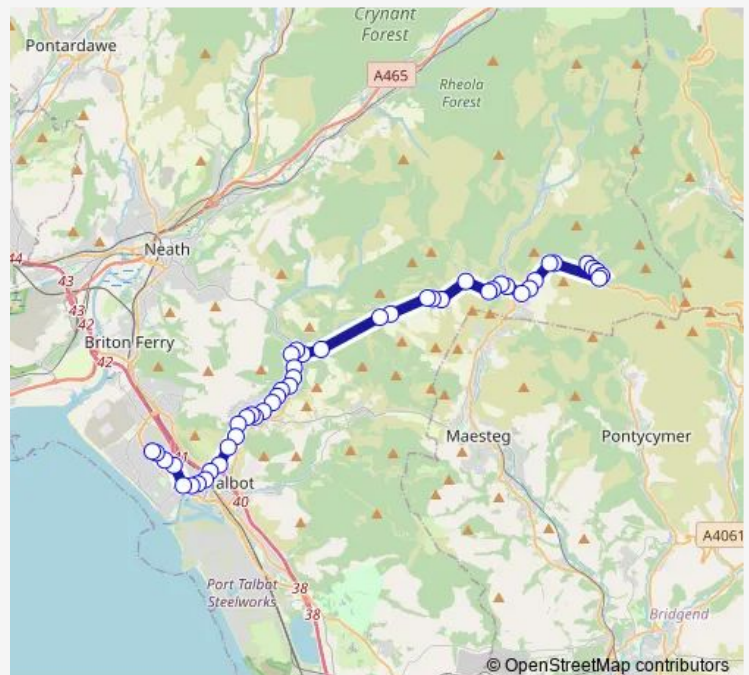 Crynant
Forest
Pontardawe
A465
Rheola
Forest
Neath
44
43
43
42
Briton Ferry
42
Maesteg
Pontycymer
41
albot
40
A4061
Port Talbot
Steelworks
38
38
Bridgend
© OpenStreetMap contributors